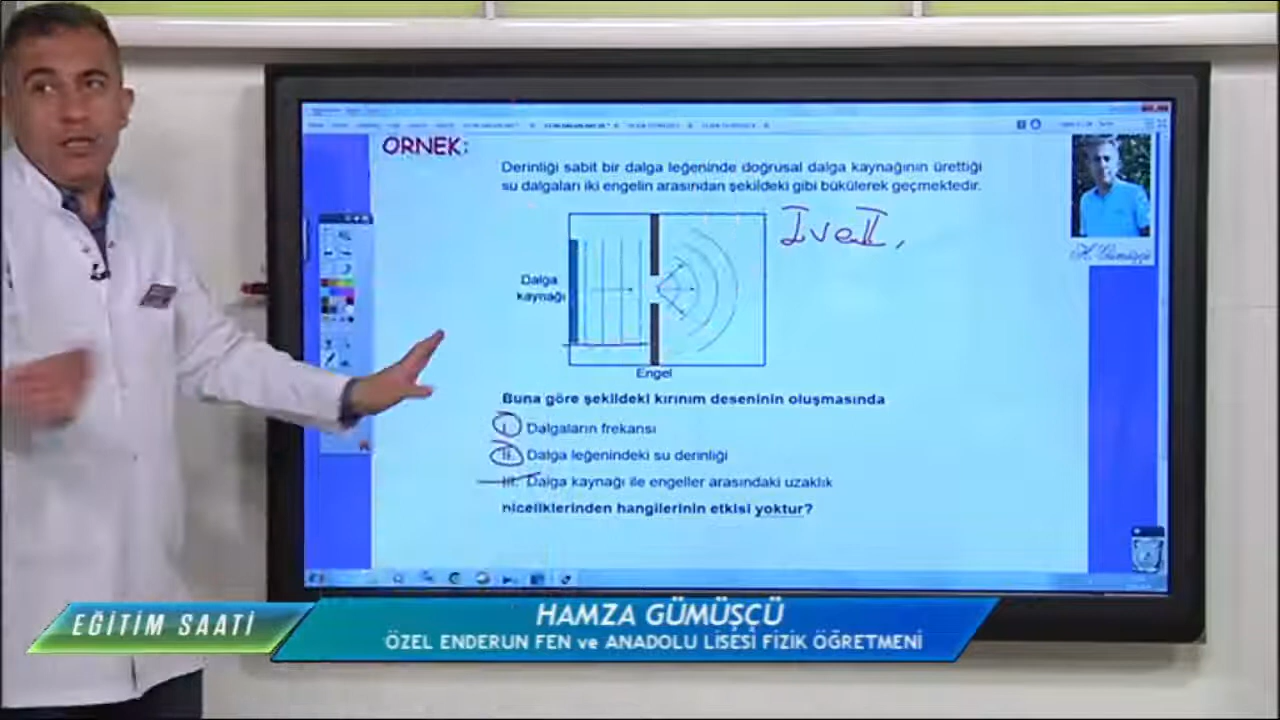 ÖRNEK:
Derinliği sabit bir dalga leğeninde doğrusal dalga kaynağının ürettiği
su dalgaları iki engelin arasından şekildeki gibi bükülerek geçmektedir.
I ve II,
Dalga
kaynağı
Engel
H. Gümüşçü
Buna göre şekildeki kırınım deseninin oluşmasında
I. Dalgaların frekansı
II. Dalga leğenindeki su derinliği
III. Dalga kaynağı ile engeller arasındaki uzaklık
niceliklerinden hangilerinin etkisi yoktur?
EĞİTİM SAATİ
HAMZA GÜMÜŞÇÜ
ÖZEL ENDERUN FEN ve ANADOLU LİSESİ FİZİK ÖĞRETMENİ